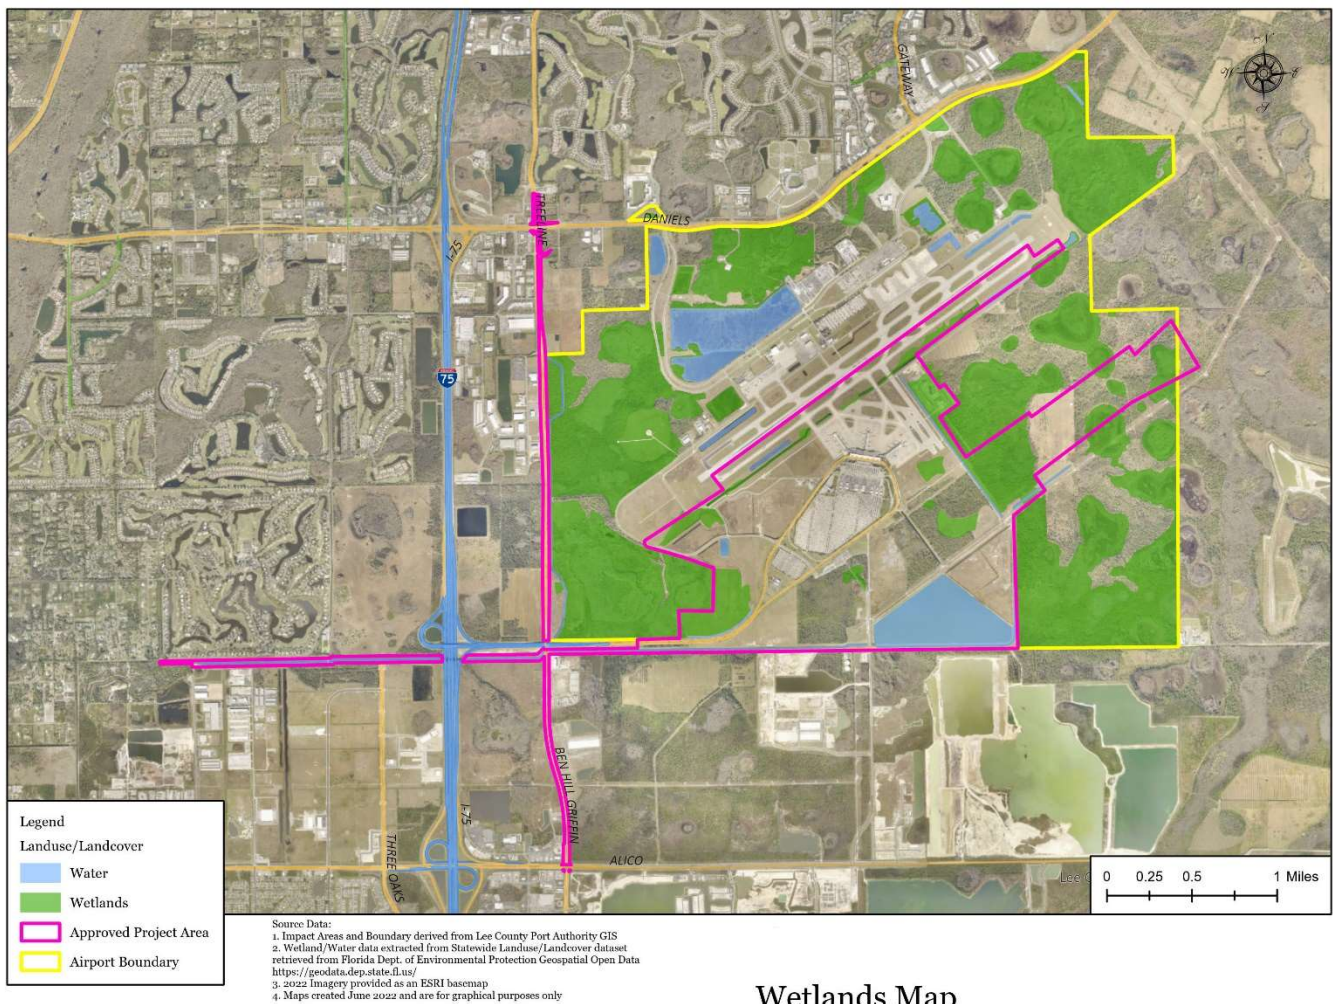 GATEWAY
TREELINE
DANIELS
I-75
75
BEN HILL GRIFFIN
I-75
THREE OAKS
ALICO
Lee C
0 0.25 0.5 1 Miles
Legend
Landuse/Landcover
Water
Wetlands
Approved Project Area
Airport Boundary
Source Data:
1. Impact Areas and Boundary derived from Lee County Port Authority GIS
2. Wetland/Water data extracted from Statewide Landuse/Landcover dataset
retrieved from Florida Dept. of Environmental Protection Geospatial Open Data
https://geodata.dep.state.fl.us/
3. 2022 Imagery provided as an ESRI basemap
4. Maps created June 2022 and are for graphical purposes only
Wetlands Map